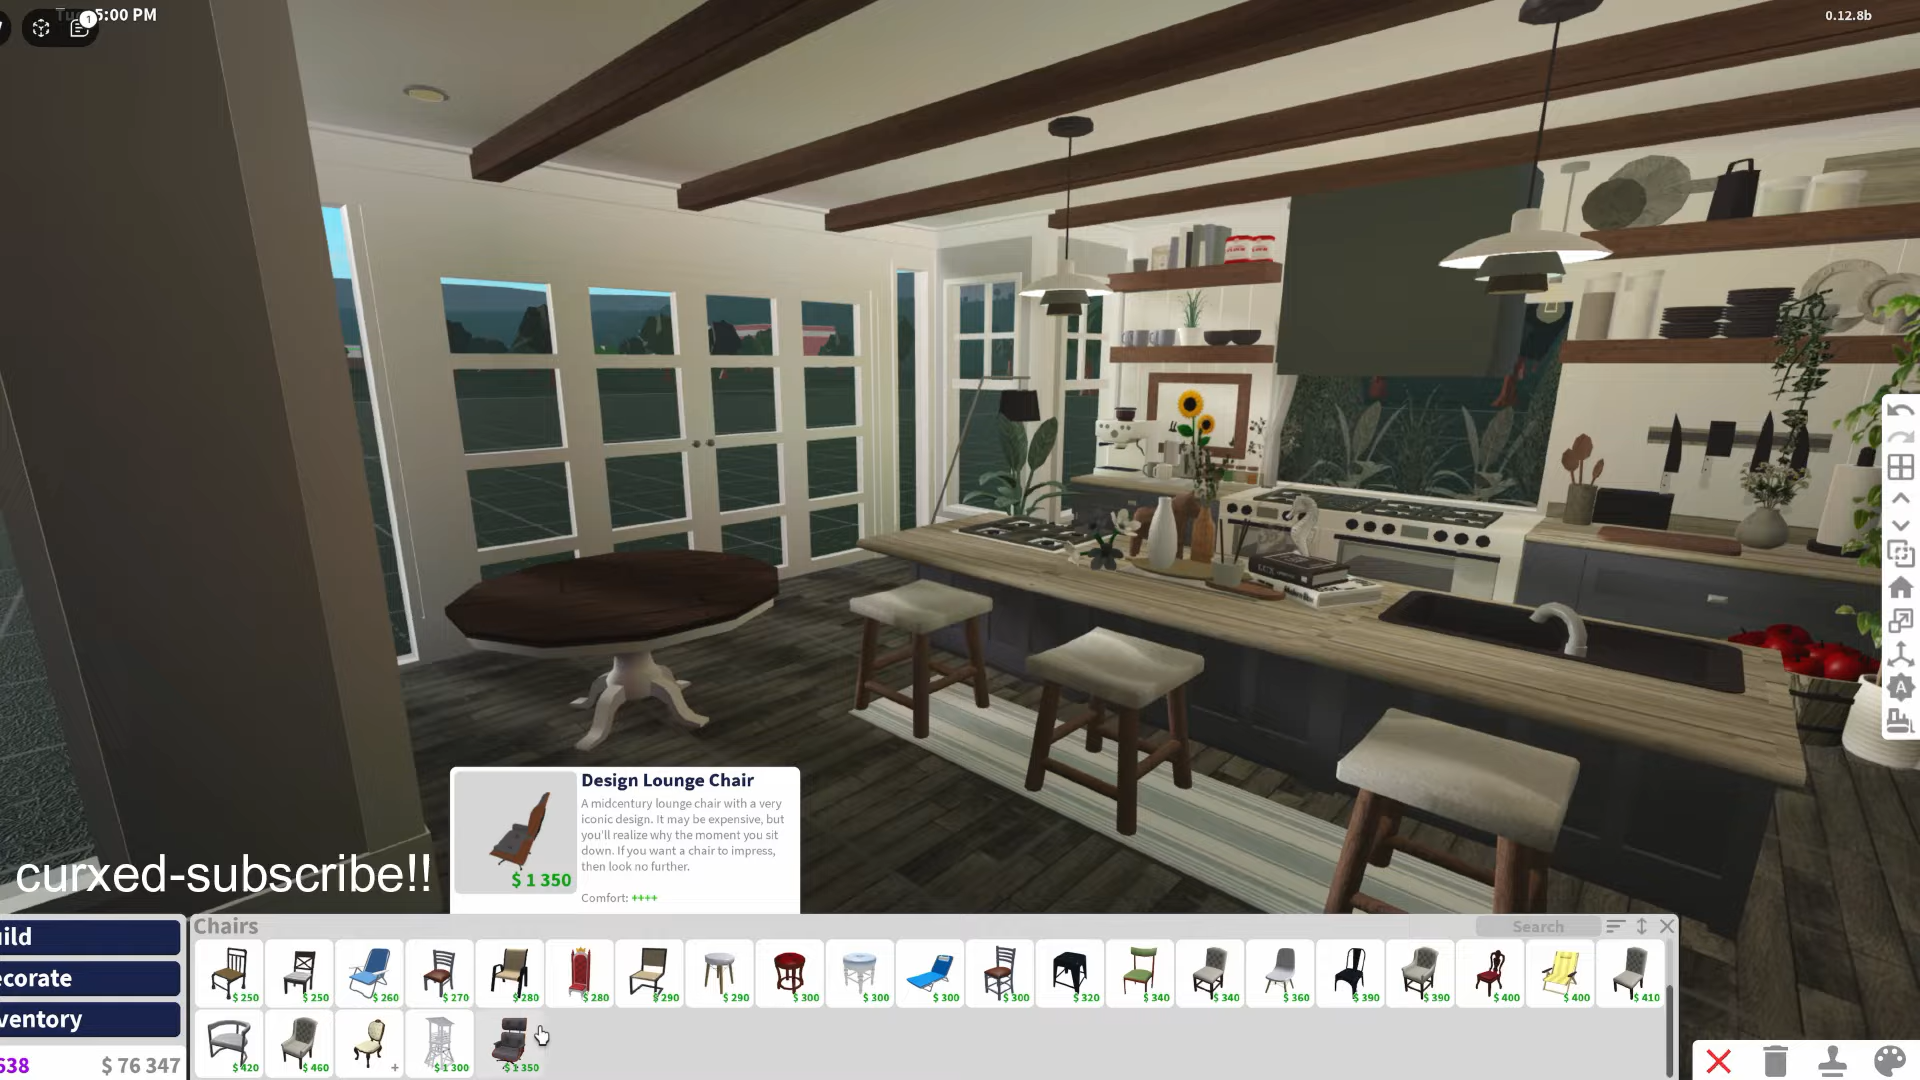 5:00 PM
1
0.12.8b
Design Lounge Chair
A midcentury lounge chair with a very
iconic design. It may be expensive, but
you'll realize why the moment you sit
down. If you want a chair to impress,
then look no further.
$ 1 350
Comfort: ++++
curxed-subscribe!!
uild
ecorate
ventory
638
$ 76 347
Chairs
Search
$ 250
$ 250
$ 260
$ 270
$ 280
$ 280
$ 290
$ 290
$ 300
$ 300
$ 300
$ 300
$ 320
$ 340
$ 340
$ 360
$ 390
$ 390
$ 400
$ 400
$ 410
$ 420
$ 460
+
$ 1 300
$ 1 350
A